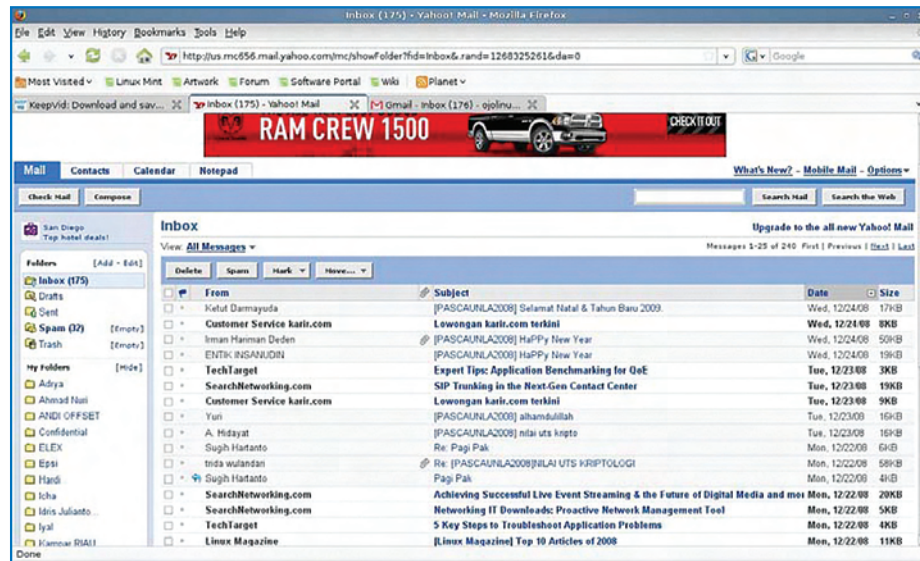 Inbox (175) - Yahoo! Mail - Mozilla Firefox
File Edit View History Bookmarks Tools Help
http://us.mc656.mail.yahoo.com/mc/showFolder?fid=Inbox&.rand=1268325261&da=0
Google
Most Visited Linux Mint Artwork Forum Software Portal Wiki Planet
KeepVid: Download and sav... Inbox (175) - Yahoo! Mail Gmail - Inbox (176) - ojolinu...
RAM CREW 1500 CHECK IT OUT
Mail Contacts Calendar Notepad What's New? - Mobile Mail - Options
Check Mail Compose Search Mail Search the Web
San Diego
Top hotel deals!
Folders [Add - Edit]
Inbox (175)
Drafts
Sent
Spam (32) [Empty]
Trash [Empty]
My Folders [Hide]
Adiya
Ahmad Nuri
ANDI OFFSET
Confidential
ELEX
Epsi
Hardi
Icha
Idris Julianto ...
Iyal
Kampar RIAU
Inbox Upgrade to the all-new Yahoo! Mail
View: All Messages Messages 1-25 of 240 First | Previous | Next | Last
Delete Spam Mark Move...
From Subject Date Size
Ketut Darmayuda [PASCAUNLA2008] Selamat Natal & Tahun Baru 2009. Wed, 12/24/08 17KB
Customer Service karir.com Lowongan karir.com terkini Wed, 12/24/08 8KB
Irman Hariman Deden [PASCAUNLA2008] HaPPy New Year Wed, 12/24/08 50KB
ENTIK INSANUDIN [PASCAUNLA2008] HaPPy New Year Wed, 12/24/08 19KB
TechTarget Expert Tips: Application Benchmarking for QoE Tue, 12/23/08 3KB
SearchNetworking.com SIP Trunking in the Next-Gen Contact Center Tue, 12/23/08 19KB
Customer Service karir.com Lowongan karir.com terkini Tue, 12/23/08 9KB
Yuri [PASCAUNLA2008] alhamdulillah Tue, 12/23/08 16KB
A. Hidayat [PASCAUNLA2008] nilai uts kripto Tue, 12/23/08 16KB
Sugih Hartanto Re: Pagi Pak Mon, 12/22/08 6KB
trida wulandari Re: [PASCAUNLA2008]NILAI UTS KRIPTOLOGI Mon, 12/22/08 58KB
Sugih Hartanto Pagi Pak Mon, 12/22/08 4KB
SearchNetworking.com Achieving Successful Live Event Streaming & the Future of Digital Media and mor Mon, 12/22/08 20KB
SearchNetworking.com Networking IT Downloads: Proactive Network Management Tool Mon, 12/22/08 5KB
TechTarget 5 Key Steps to Troubleshoot Application Problems Mon, 12/22/08 4KB
Linux Magazine [Linux Magazine] Top 10 Articles of 2008 Mon, 12/22/08 11KB
Done